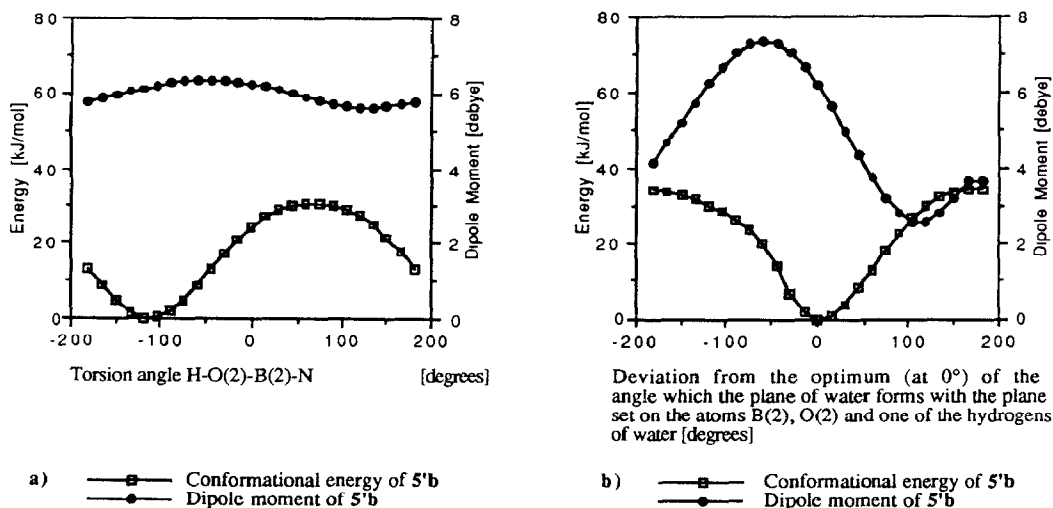 80
60
40
20
0
Energy [kJ/mol]
8
6
4
2
0
Dipole Moment [debye]
-200
-100
0
100
200
Torsion angle H-O(2)-B(2)-N [degrees]
a) Conformational energy of 5'b
Dipole moment of 5'b
80
60
40
20
0
Energy [kJ/mol]
8
6
4
2
0
Dipole Moment [debye]
-200
-100
0
100
200
Deviation from the optimum (at 0°) of the
angle which the plane of water forms with the plane
set on the atoms B(2), O(2) and one of the hydrogens
of water [degrees]
b) Conformational energy of 5'b
Dipole moment of 5'b